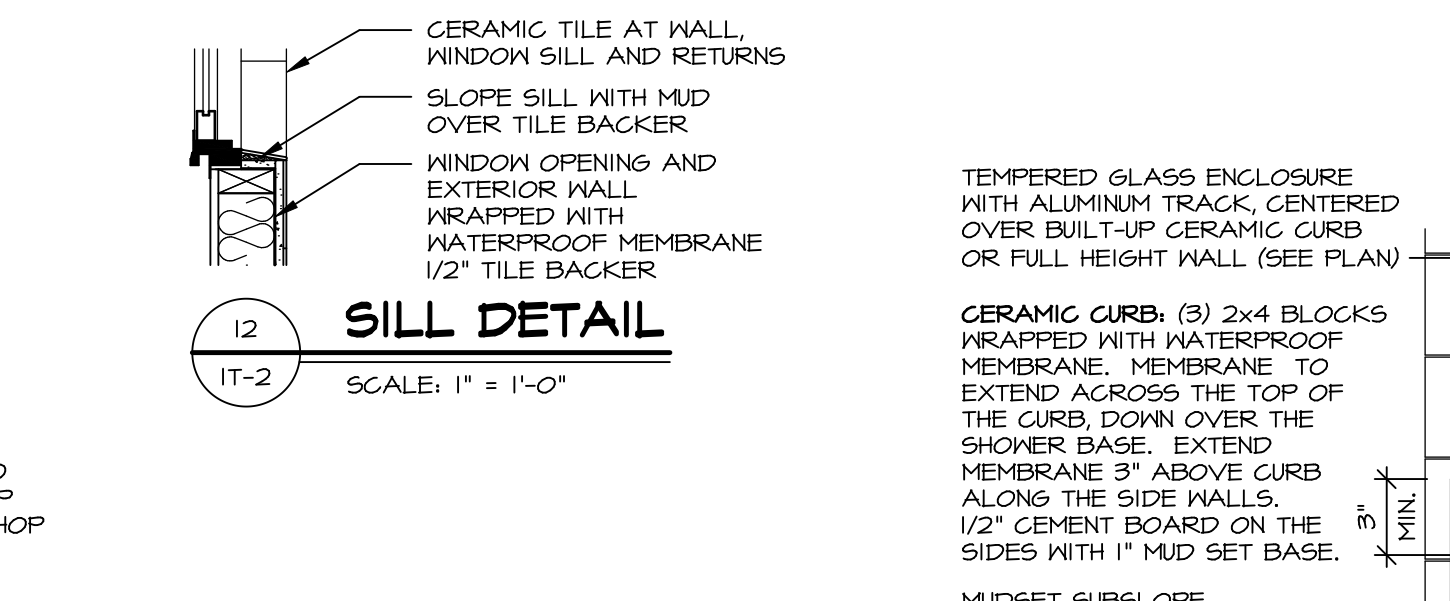 CERAMIC TILE AT WALL,
WINDOW SILL AND RETURNS
SLOPE SILL WITH MUD
OVER TILE BACKER
WINDOW OPENING AND
EXTERIOR WALL
WRAPPED WITH
WATERPROOF MEMBRANE
1/2" TILE BACKER
12
IT-2
SILL DETAIL
SCALE: 1" = 1'-0"
HOP
TEMPERED GLASS ENCLOSURE
WITH ALUMINUM TRACK, CENTERED
OVER BUILT-UP CERAMIC CURB
OR FULL HEIGHT WALL (SEE PLAN)
CERAMIC CURB: (3) 2x4 BLOCKS
WRAPPED WITH WATERPROOF
MEMBRANE. MEMBRANE TO
EXTEND ACROSS THE TOP OF
THE CURB, DOWN OVER THE
SHOWER BASE. EXTEND
MEMBRANE 3" ABOVE CURB
ALONG THE SIDE WALLS.
1/2" CEMENT BOARD ON THE
SIDES WITH 1" MUD SET BASE.
3"
MIN.
MUDSET SUBSLOPE